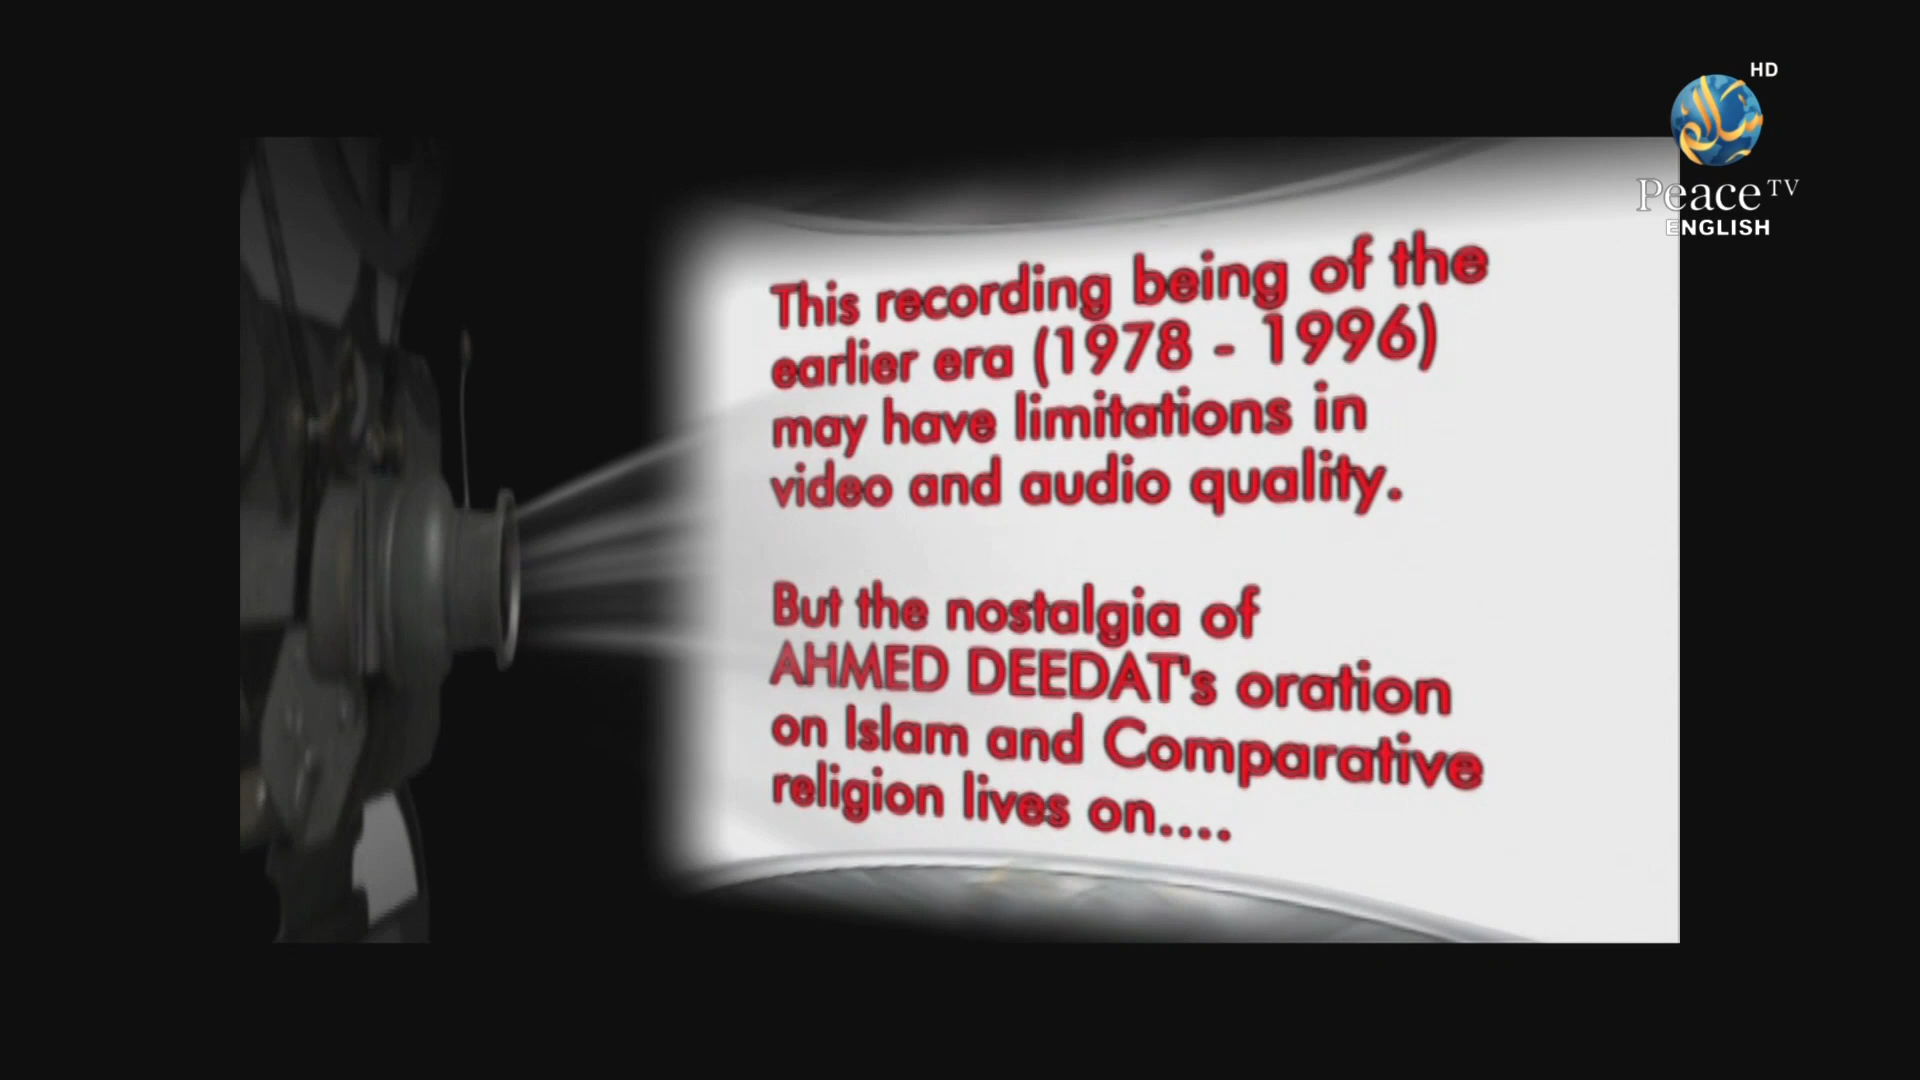 HD
سلام
Peace TV
ENGLISH
This recording being of the
earlier era (1978 - 1996)
may have limitations in
video and audio quality.
But the nostalgia of
AHMED DEEDAT's oration
on Islam and Comparative
religion lives on....